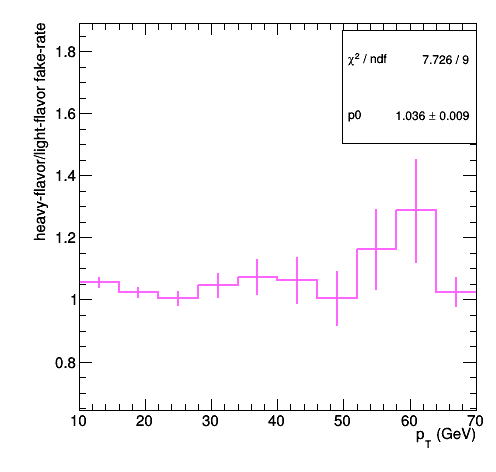 heavy-flavor/light-flavor fake-rate
χ² / ndf 7.726 / 9
p0 1.036 ± 0.009
1.8
1.6
1.4
1.2
1
0.8
10 20 30 40 50 60 70
p_T (GeV)